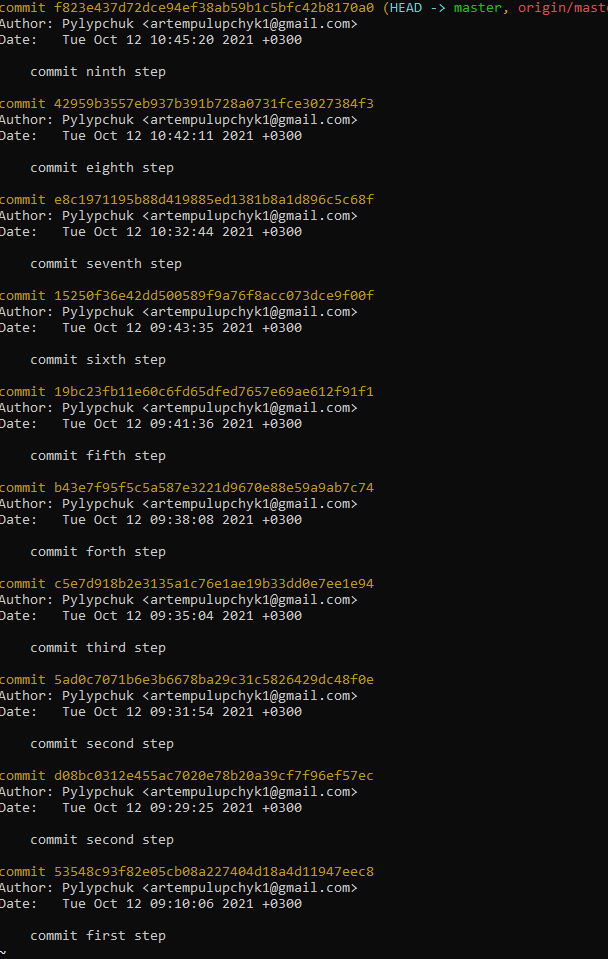 commit f823e437d72dce94ef38ab59b1c5bfc42b8170a0 (HEAD -> master, origin/maste
Author: Pylypchuk <artempulupchyk1@gmail.com>
Date:   Tue Oct 12 10:45:20 2021 +0300
commit ninth step
commit 42959b3557eb937b391b728a0731fce3027384f3
Author: Pylypchuk <artempulupchyk1@gmail.com>
Date:   Tue Oct 12 10:42:11 2021 +0300
commit eighth step
commit e8c1971195b88d419885ed1381b8a1d896c5c68f
Author: Pylypchuk <artempulupchyk1@gmail.com>
Date:   Tue Oct 12 10:32:44 2021 +0300
commit seventh step
commit 15250f36e42dd500589f9a76f8acc073dce9f00f
Author: Pylypchuk <artempulupchyk1@gmail.com>
Date:   Tue Oct 12 09:43:35 2021 +0300
commit sixth step
commit 19bc23fb11e60c6fd65dfed7657e69ae612f91f1
Author: Pylypchuk <artempulupchyk1@gmail.com>
Date:   Tue Oct 12 09:41:36 2021 +0300
commit fifth step
commit b43e7f95f5c5a587e3221d9670e88e59a9ab7c74
Author: Pylypchuk <artempulupchyk1@gmail.com>
Date:   Tue Oct 12 09:38:08 2021 +0300
commit forth step
commit c5e7d918b2e3135a1c76e1ae19b33dd0e7ee1e94
Author: Pylypchuk <artempulupchyk1@gmail.com>
Date:   Tue Oct 12 09:35:04 2021 +0300
commit third step
commit 5ad0c7071b6e3b6678ba29c31c5826429dc48f0e
Author: Pylypchuk <artempulupchyk1@gmail.com>
Date:   Tue Oct 12 09:31:54 2021 +0300
commit second step
commit d08bc0312e455ac7020e78b20a39cf7f96ef57ec
Author: Pylypchuk <artempulupchyk1@gmail.com>
Date:   Tue Oct 12 09:29:25 2021 +0300
commit second step
commit 53548c93f82e05cb08a227404d18a4d11947eec8
Author: Pylypchuk <artempulupchyk1@gmail.com>
Date:   Tue Oct 12 09:10:06 2021 +0300
commit first step
~